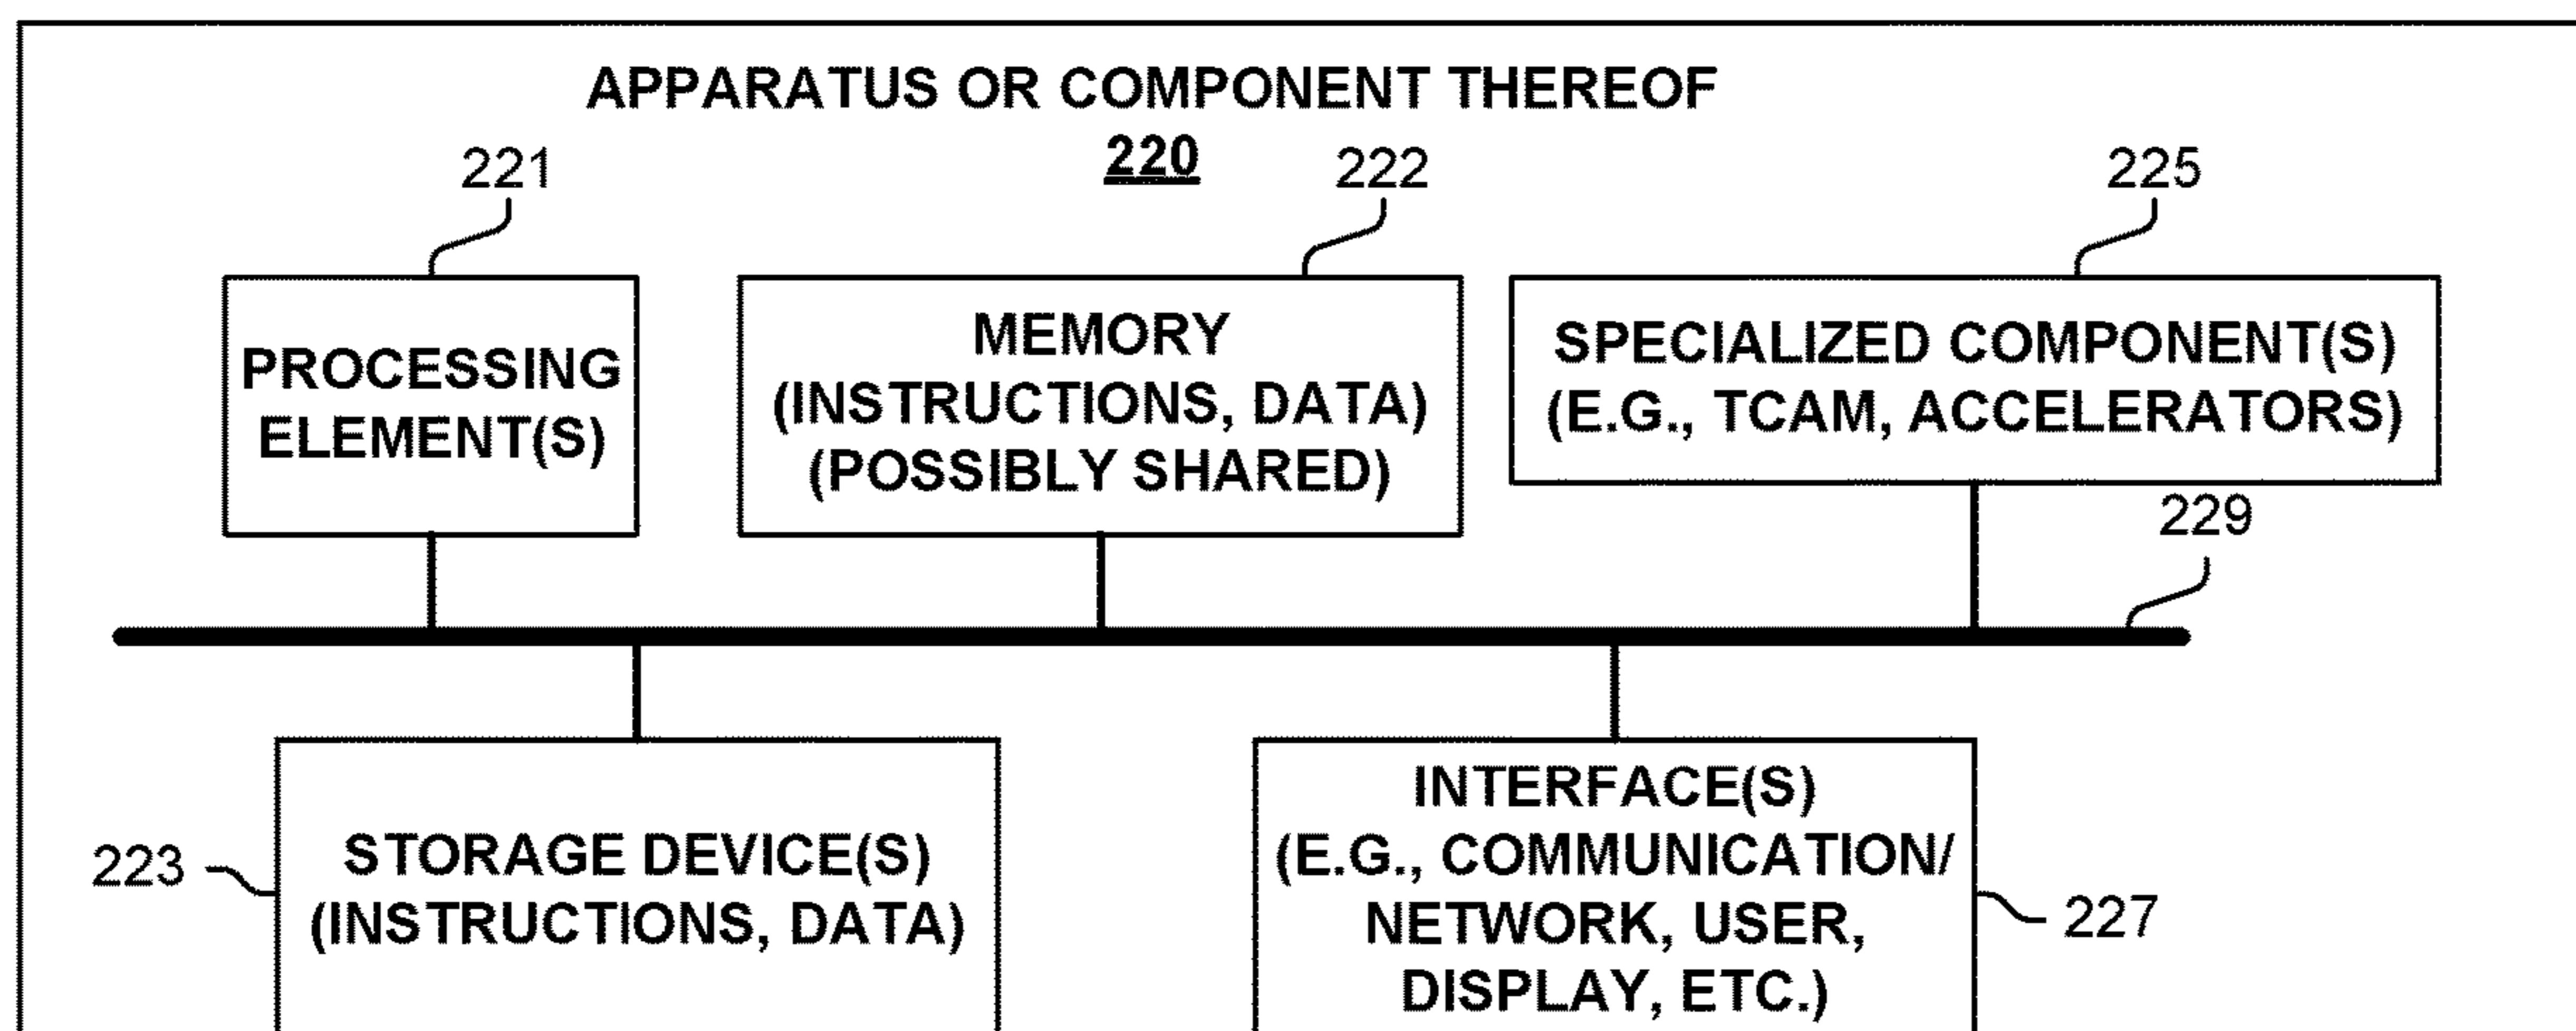 APPARATUS OR COMPONENT THEREOF
220
221
222
225
PROCESSING
ELEMENT(S)
MEMORY
(INSTRUCTIONS, DATA)
(POSSIBLY SHARED)
SPECIALIZED COMPONENT(S)
(E.G., TCAM, ACCELERATORS)
229
223
STORAGE DEVICE(S)
(INSTRUCTIONS, DATA)
INTERFACE(S)
(E.G., COMMUNICATION/
NETWORK, USER,
DISPLAY, ETC.)
227